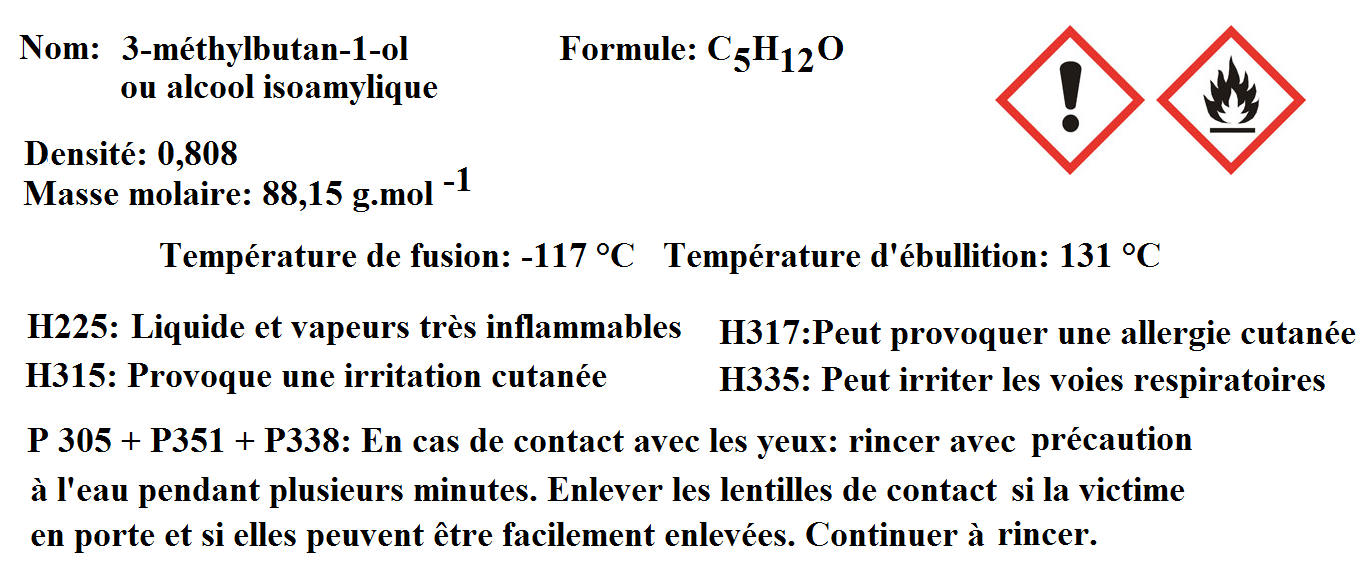 Nom: 3-méthylbutan-1-ol Formule: C5H12O
ou alcool isoamylique
Densité: 0,808
Masse molaire: 88,15 g.mol -1
Température de fusion: -117 °C Température d'ébullition: 131 °C
H225: Liquide et vapeurs très inflammables H317:Peut provoquer une allergie cutanée
H315: Provoque une irritation cutanée H335: Peut irriter les voies respiratoires
P 305 + P351 + P338: En cas de contact avec les yeux: rincer avec précaution
à l'eau pendant plusieurs minutes. Enlever les lentilles de contact si la victime
en porte et si elles peuvent être facilement enlevées. Continuer à rincer.